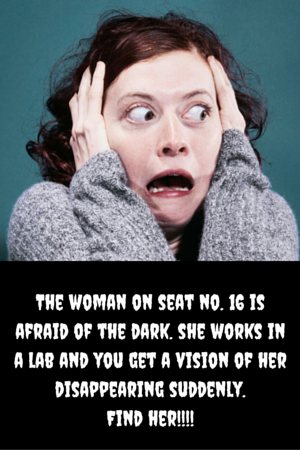 THE WOMAN ON SEAT NO. 16 IS
AFRAID OF THE DARK. SHE WORKS IN
A LAB AND YOU GET A VISION OF HER
DISAPPEARING SUDDENLY.
FIND HER!!!!